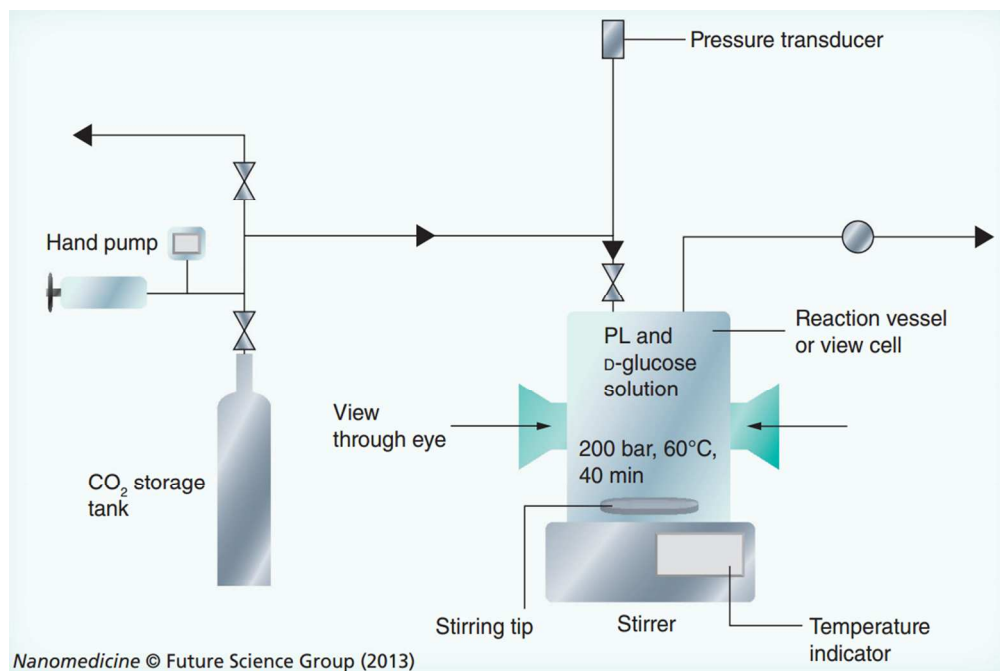 Pressure transducer
Hand pump
Reaction vessel
or view cell
PL and
D-glucose
solution
View
through eye
200 bar, 60°C,
40 min
CO2 storage
tank
Stirring tip
Stirrer
Temperature
indicator
Nanomedicine © Future Science Group (2013)